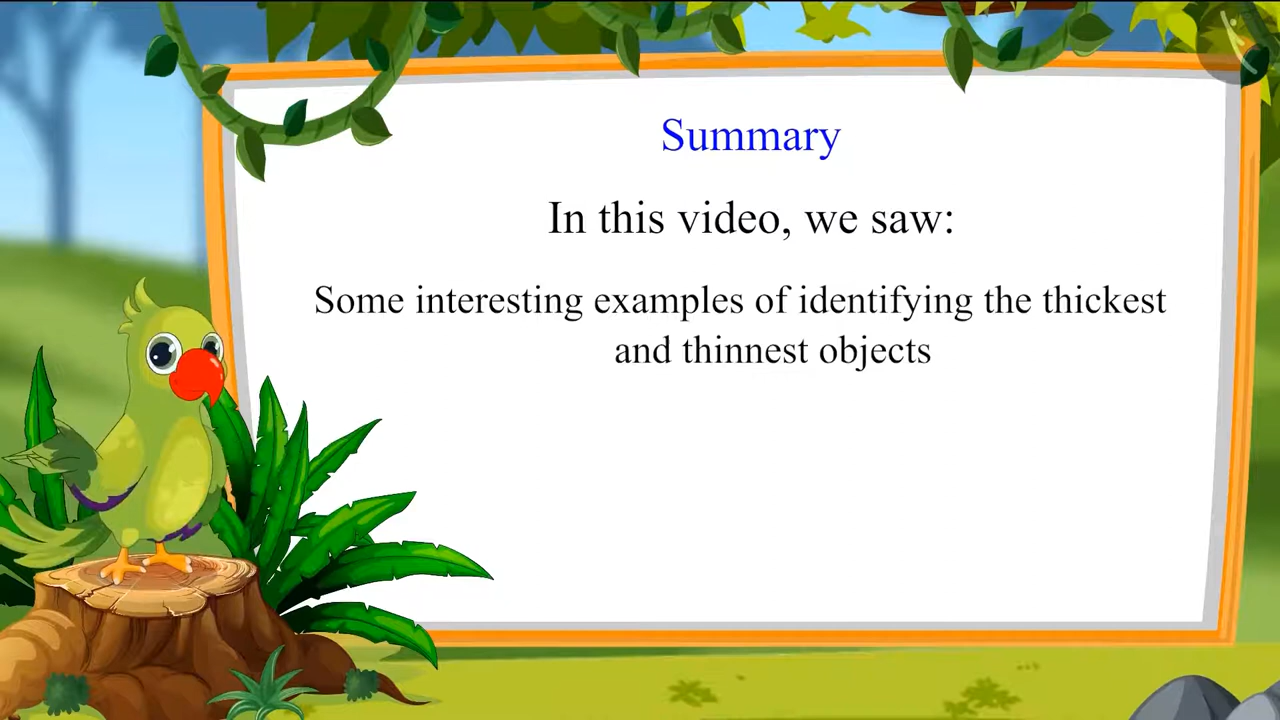 Summary
In this video, we saw:
Some interesting examples of identifying the thickest
and thinnest objects